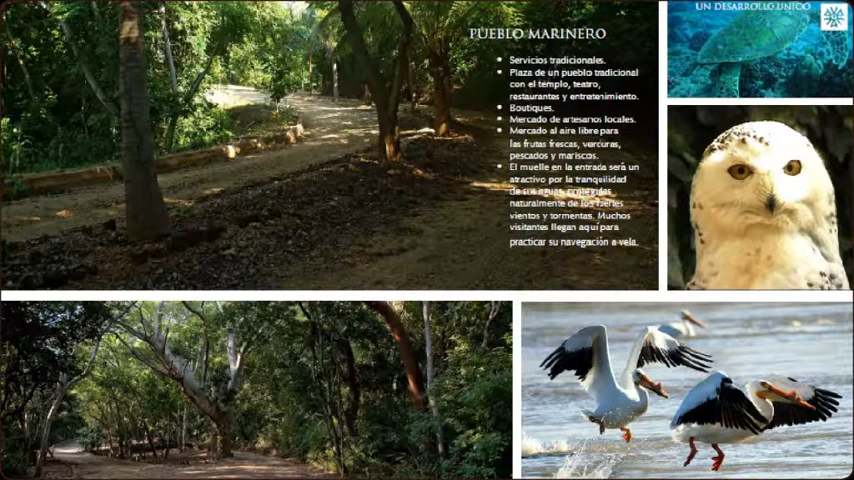 PUEBLO MARINERO
UN DESARROLLO UNICO
• Servicios tradicionales.
• Plaza de un pueblo tradicional
con el templo, teatro,
restaurantes y entretenimiento.
• Boutiques.
• Mercado de artesanos locales.
• Mercado al aire libre para
las frutas frescas, verduras,
pescados y mariscos.
• El muelle en la entrada será un
atractivo por la tranquilidad
de sus aguas, protegidas
naturalmente de los fuertes
vientos y tormentas. Muchos
visitantes llegan aquí para
practicar su navegación a vela.